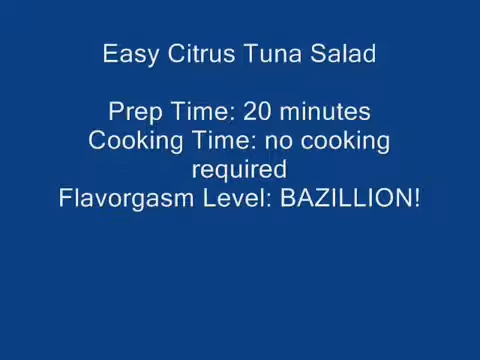 Easy Citrus Tuna Salad
Prep Time: 20 minutes
Cooking Time: no cooking
required
Flavorgasm Level: BAZILLION!